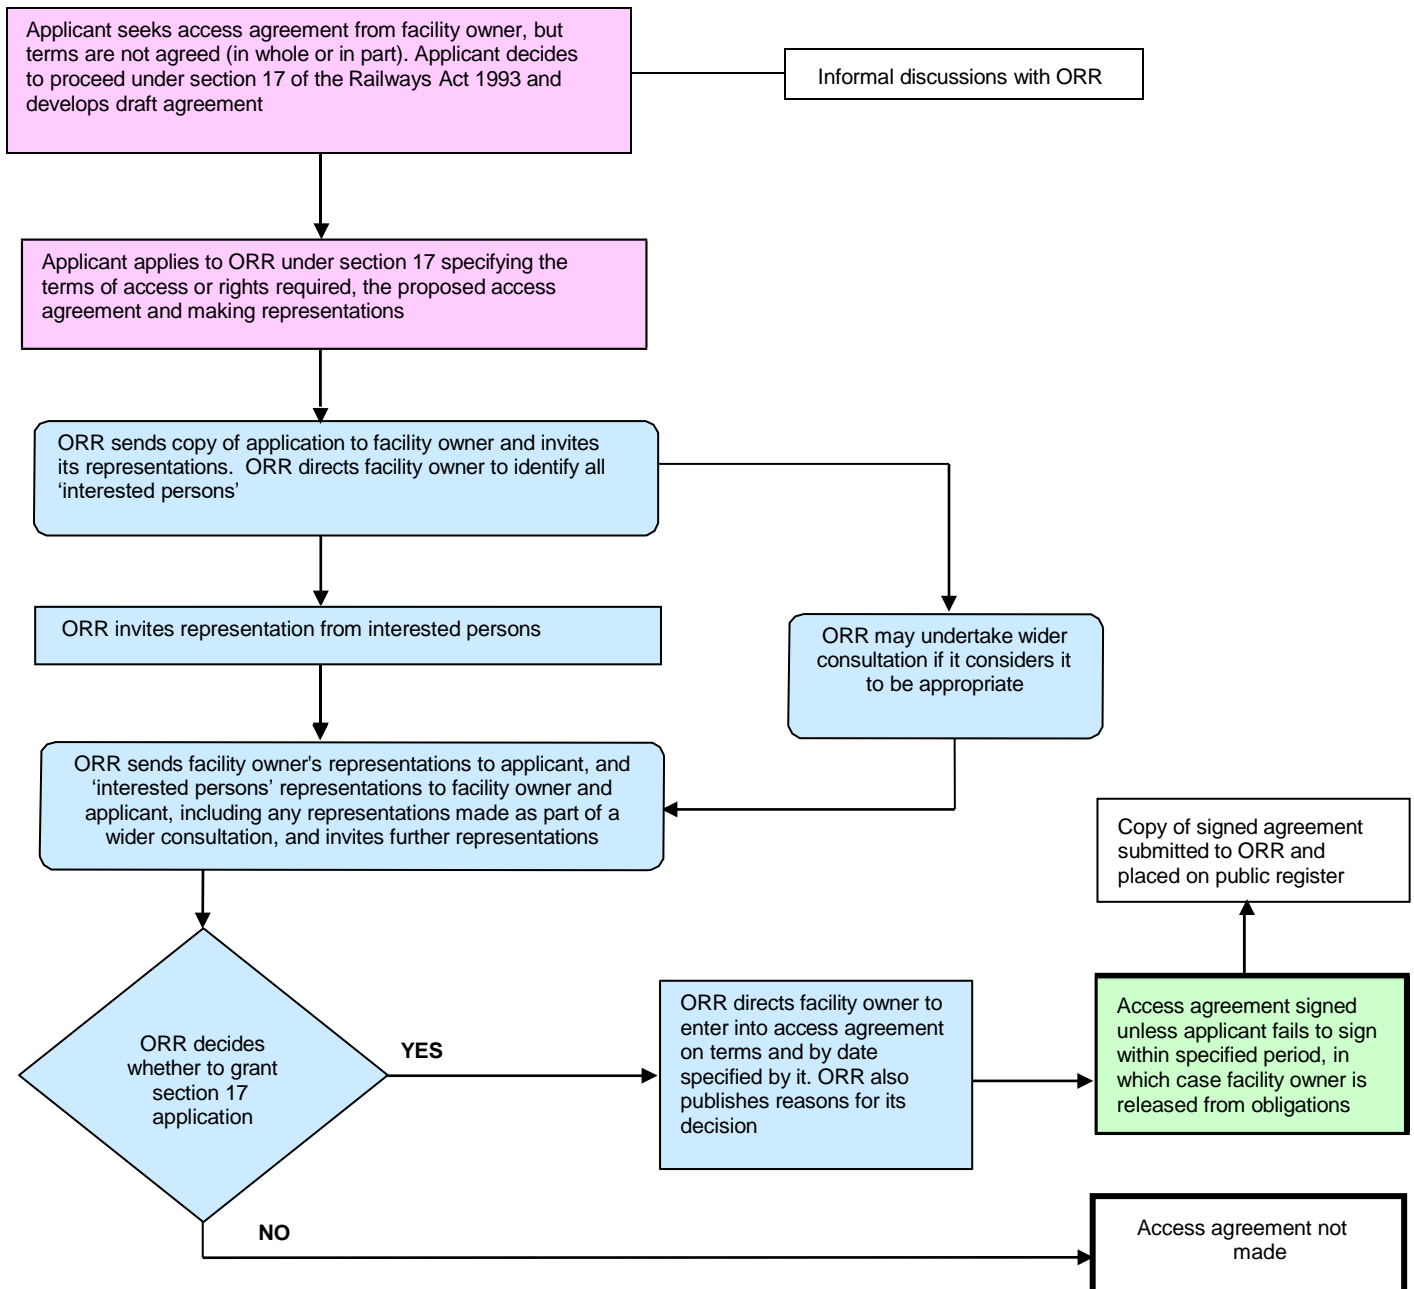 Applicant seeks access agreement from facility owner, but
terms are not agreed (in whole or in part). Applicant decides
to proceed under section 17 of the Railways Act 1993 and
develops draft agreement
Informal discussions with ORR
Applicant applies to ORR under section 17 specifying the
terms of access or rights required, the proposed access
agreement and making representations
ORR sends copy of application to facility owner and invites
its representations.  ORR directs facility owner to identify all
‘interested persons’
ORR invites representation from interested persons
ORR may undertake wider
consultation if it considers it
to be appropriate
ORR sends facility owner's representations to applicant, and
‘interested persons’ representations to facility owner and
applicant, including any representations made as part of a
wider consultation, and invites further representations
Copy of signed agreement
submitted to ORR and
placed on public register
ORR decides
whether to grant
section 17
application
YES
ORR directs facility owner to
enter into access agreement
on terms and by date
specified by it. ORR also
publishes reasons for its
decision
Access agreement signed
unless applicant fails to sign
within specified period, in
which case facility owner is
released from obligations
NO
Access agreement not
made